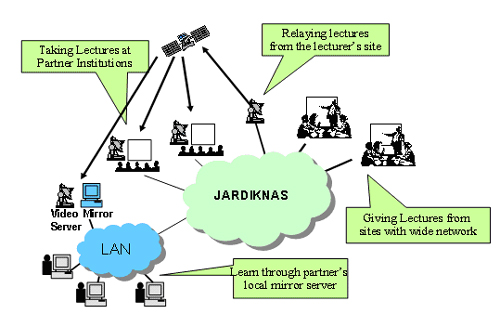 Taking Lectures at
Partner Institutions
Relaying lectures
from the lecturer's site
JARDIKNAS
Video Mirror
Server
LAN
Giving Lectures from
sites with wide network
Learn through partner's
local mirror server